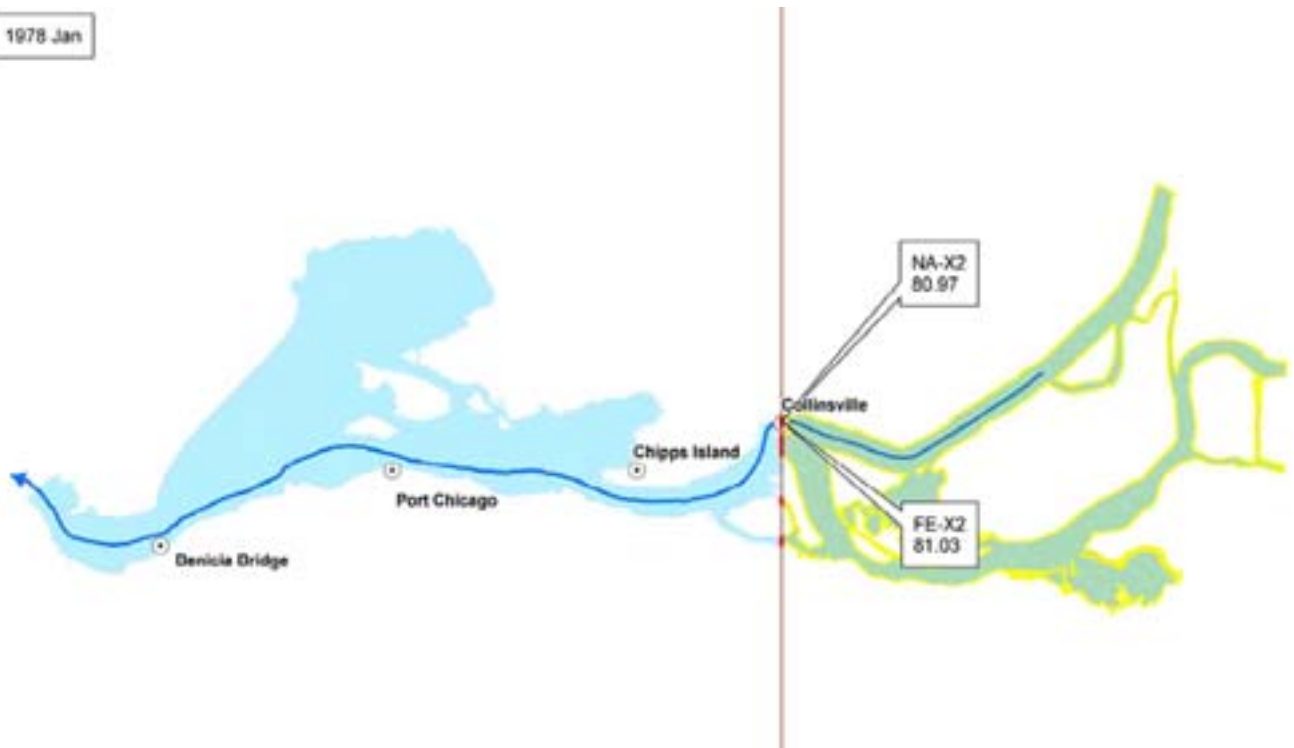 1978 Jan
NA-X2
80.97
Collinsville
Chipps Island
Port Chicago
FE-X2
81.03
Benicia Bridge